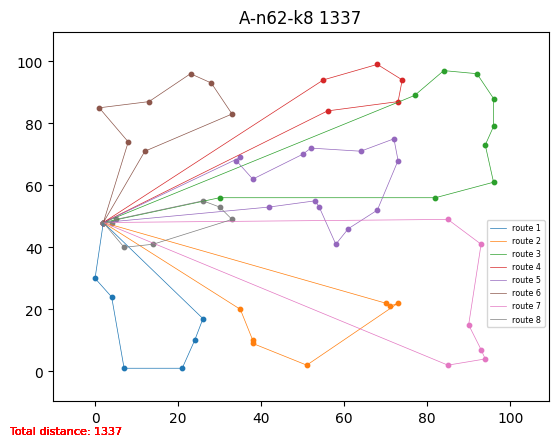 A-n62-k8 1337
100
80
60
40
20
0
0 20 40 60 80 100
route 1
route 2
route 3
route 4
route 5
route 6
route 7
route 8
Total distance: 1337